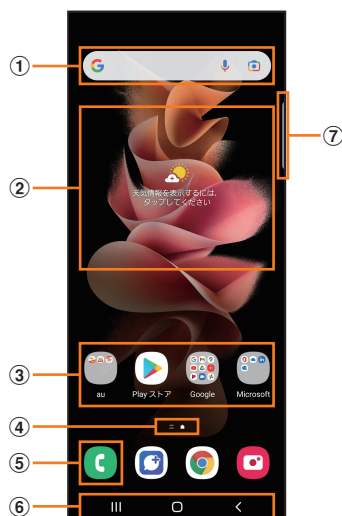 ①
⑦
②
天気情報を表示するには、
タップしてください
③
au
Play ストア
Google
Microsoft
④
⑤
⑥